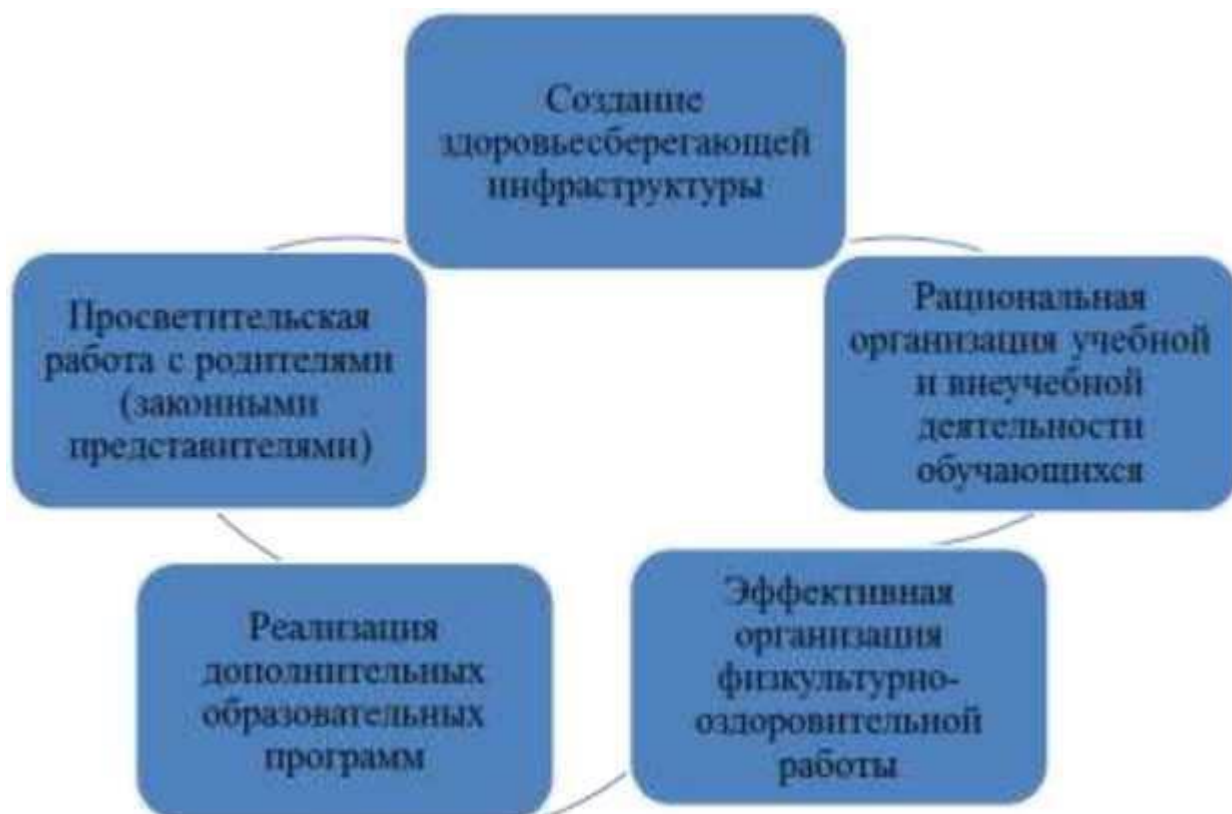 Создание
здоровьесберегающей
инфраструктуры
Рациональная
организация учебной
и внеучебной
деятельности
обучающихся
Эффективная
организация
физкультурно-
оздоровительной
работы
Реализация
дополнительных
образовательных
программ
Просветительская
работа с родителями
(законными
представителями)